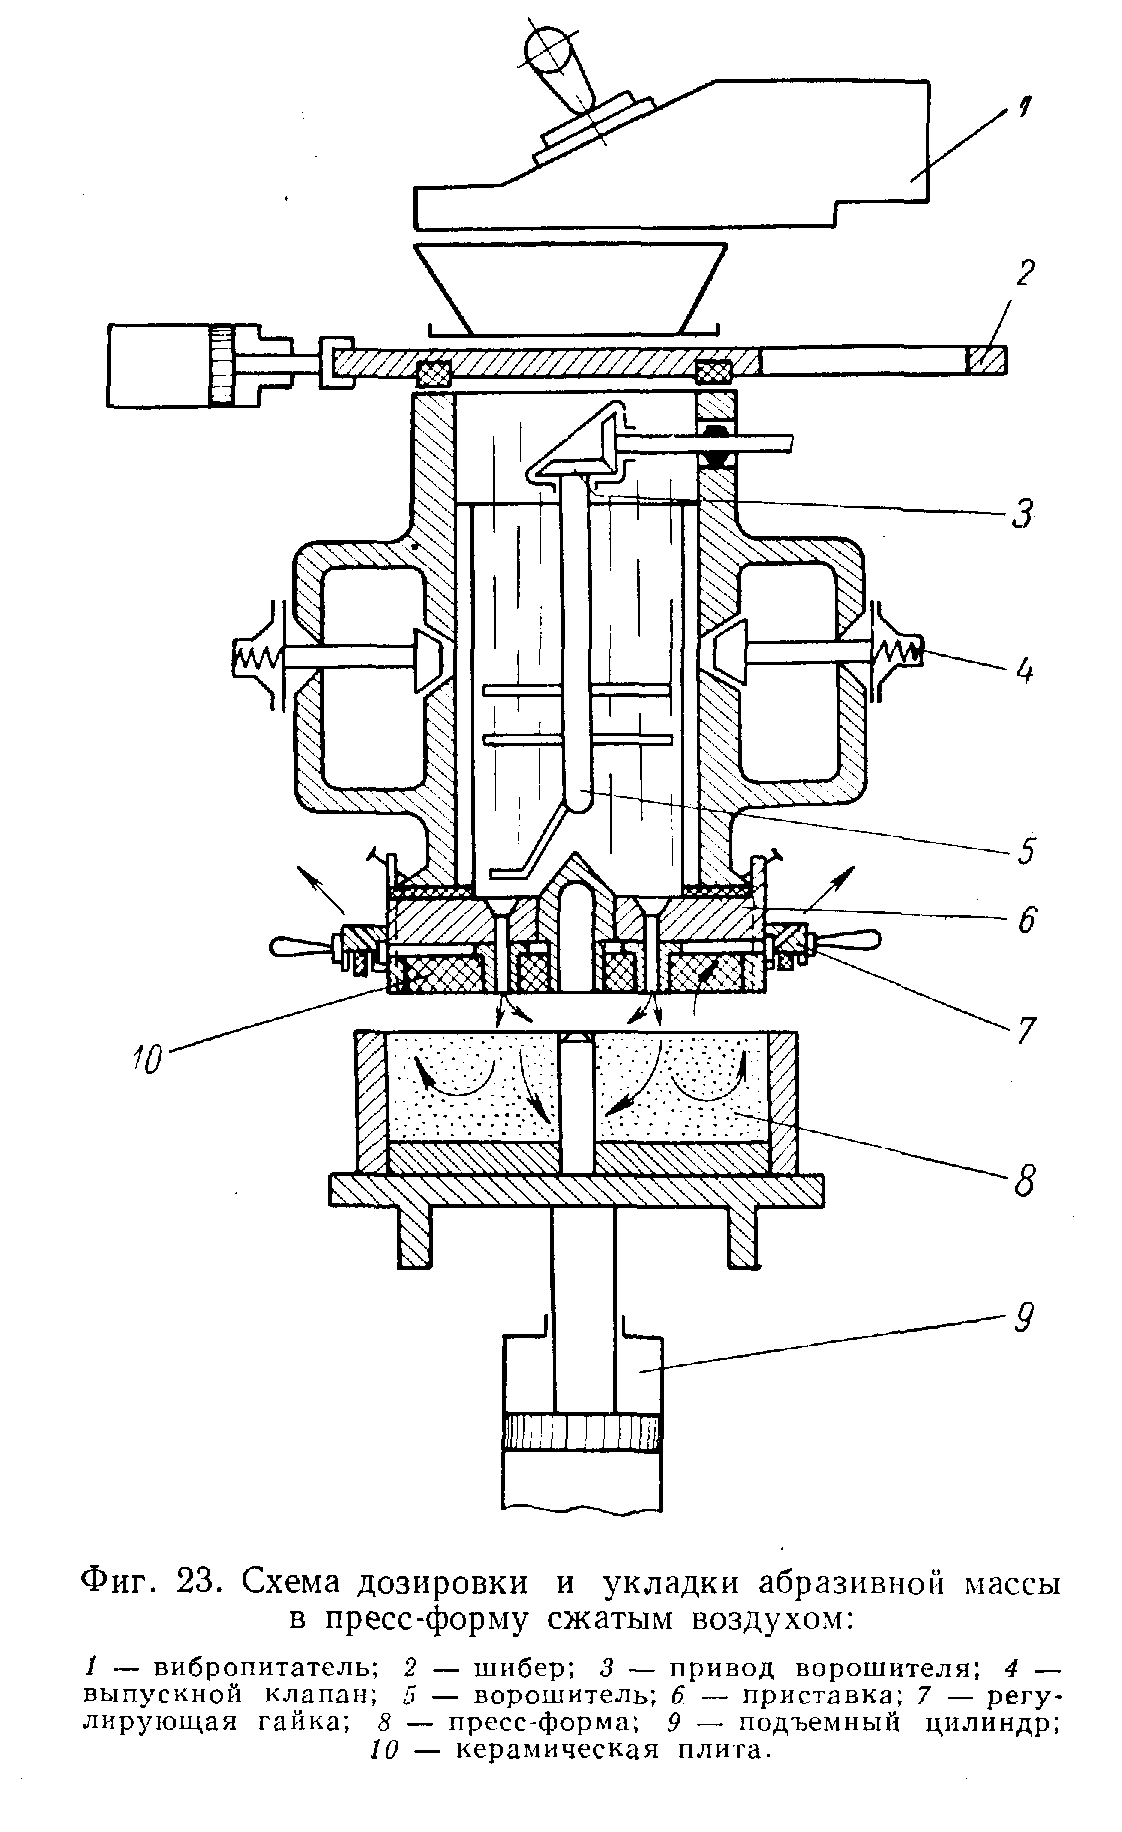 1
2
3
4
5
6
7
8
9
10
Фиг. 23. Схема дозировки и укладки абразивной массы
в пресс-форму сжатым воздухом:
1 — вибропитатель; 2 — шибер; 3 — привод ворошителя; 4 —
выпускной клапан; 5 — ворошитель; 6 — приставка; 7 — регу-
лирующая гайка; 8 — пресс-форма; 9 — подъемный цилиндр;
10 — керамическая плита.